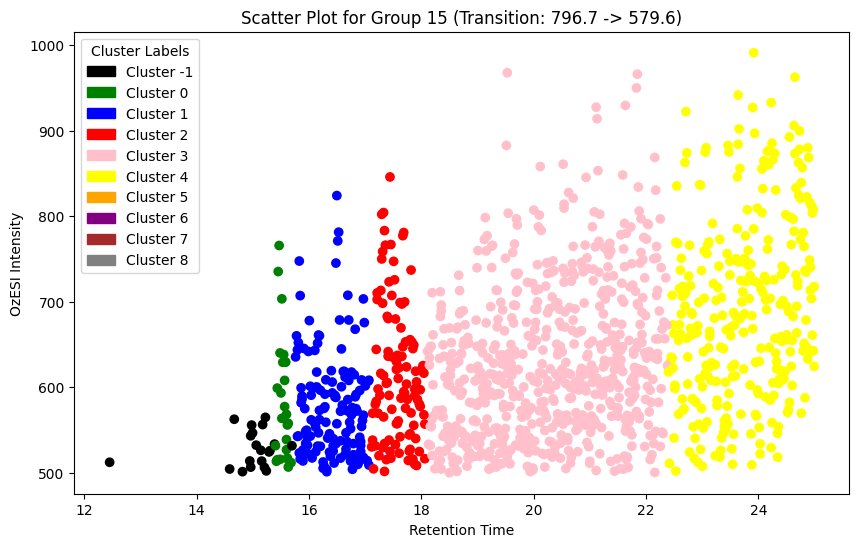 Scatter Plot for Group 15 (Transition: 796.7 -> 579.6)
1000
900
800
700
600
500
OzESI Intensity
Cluster Labels
Cluster -1
Cluster 0
Cluster 1
Cluster 2
Cluster 3
Cluster 4
Cluster 5
Cluster 6
Cluster 7
Cluster 8
12
14
16
18
20
22
24
Retention Time